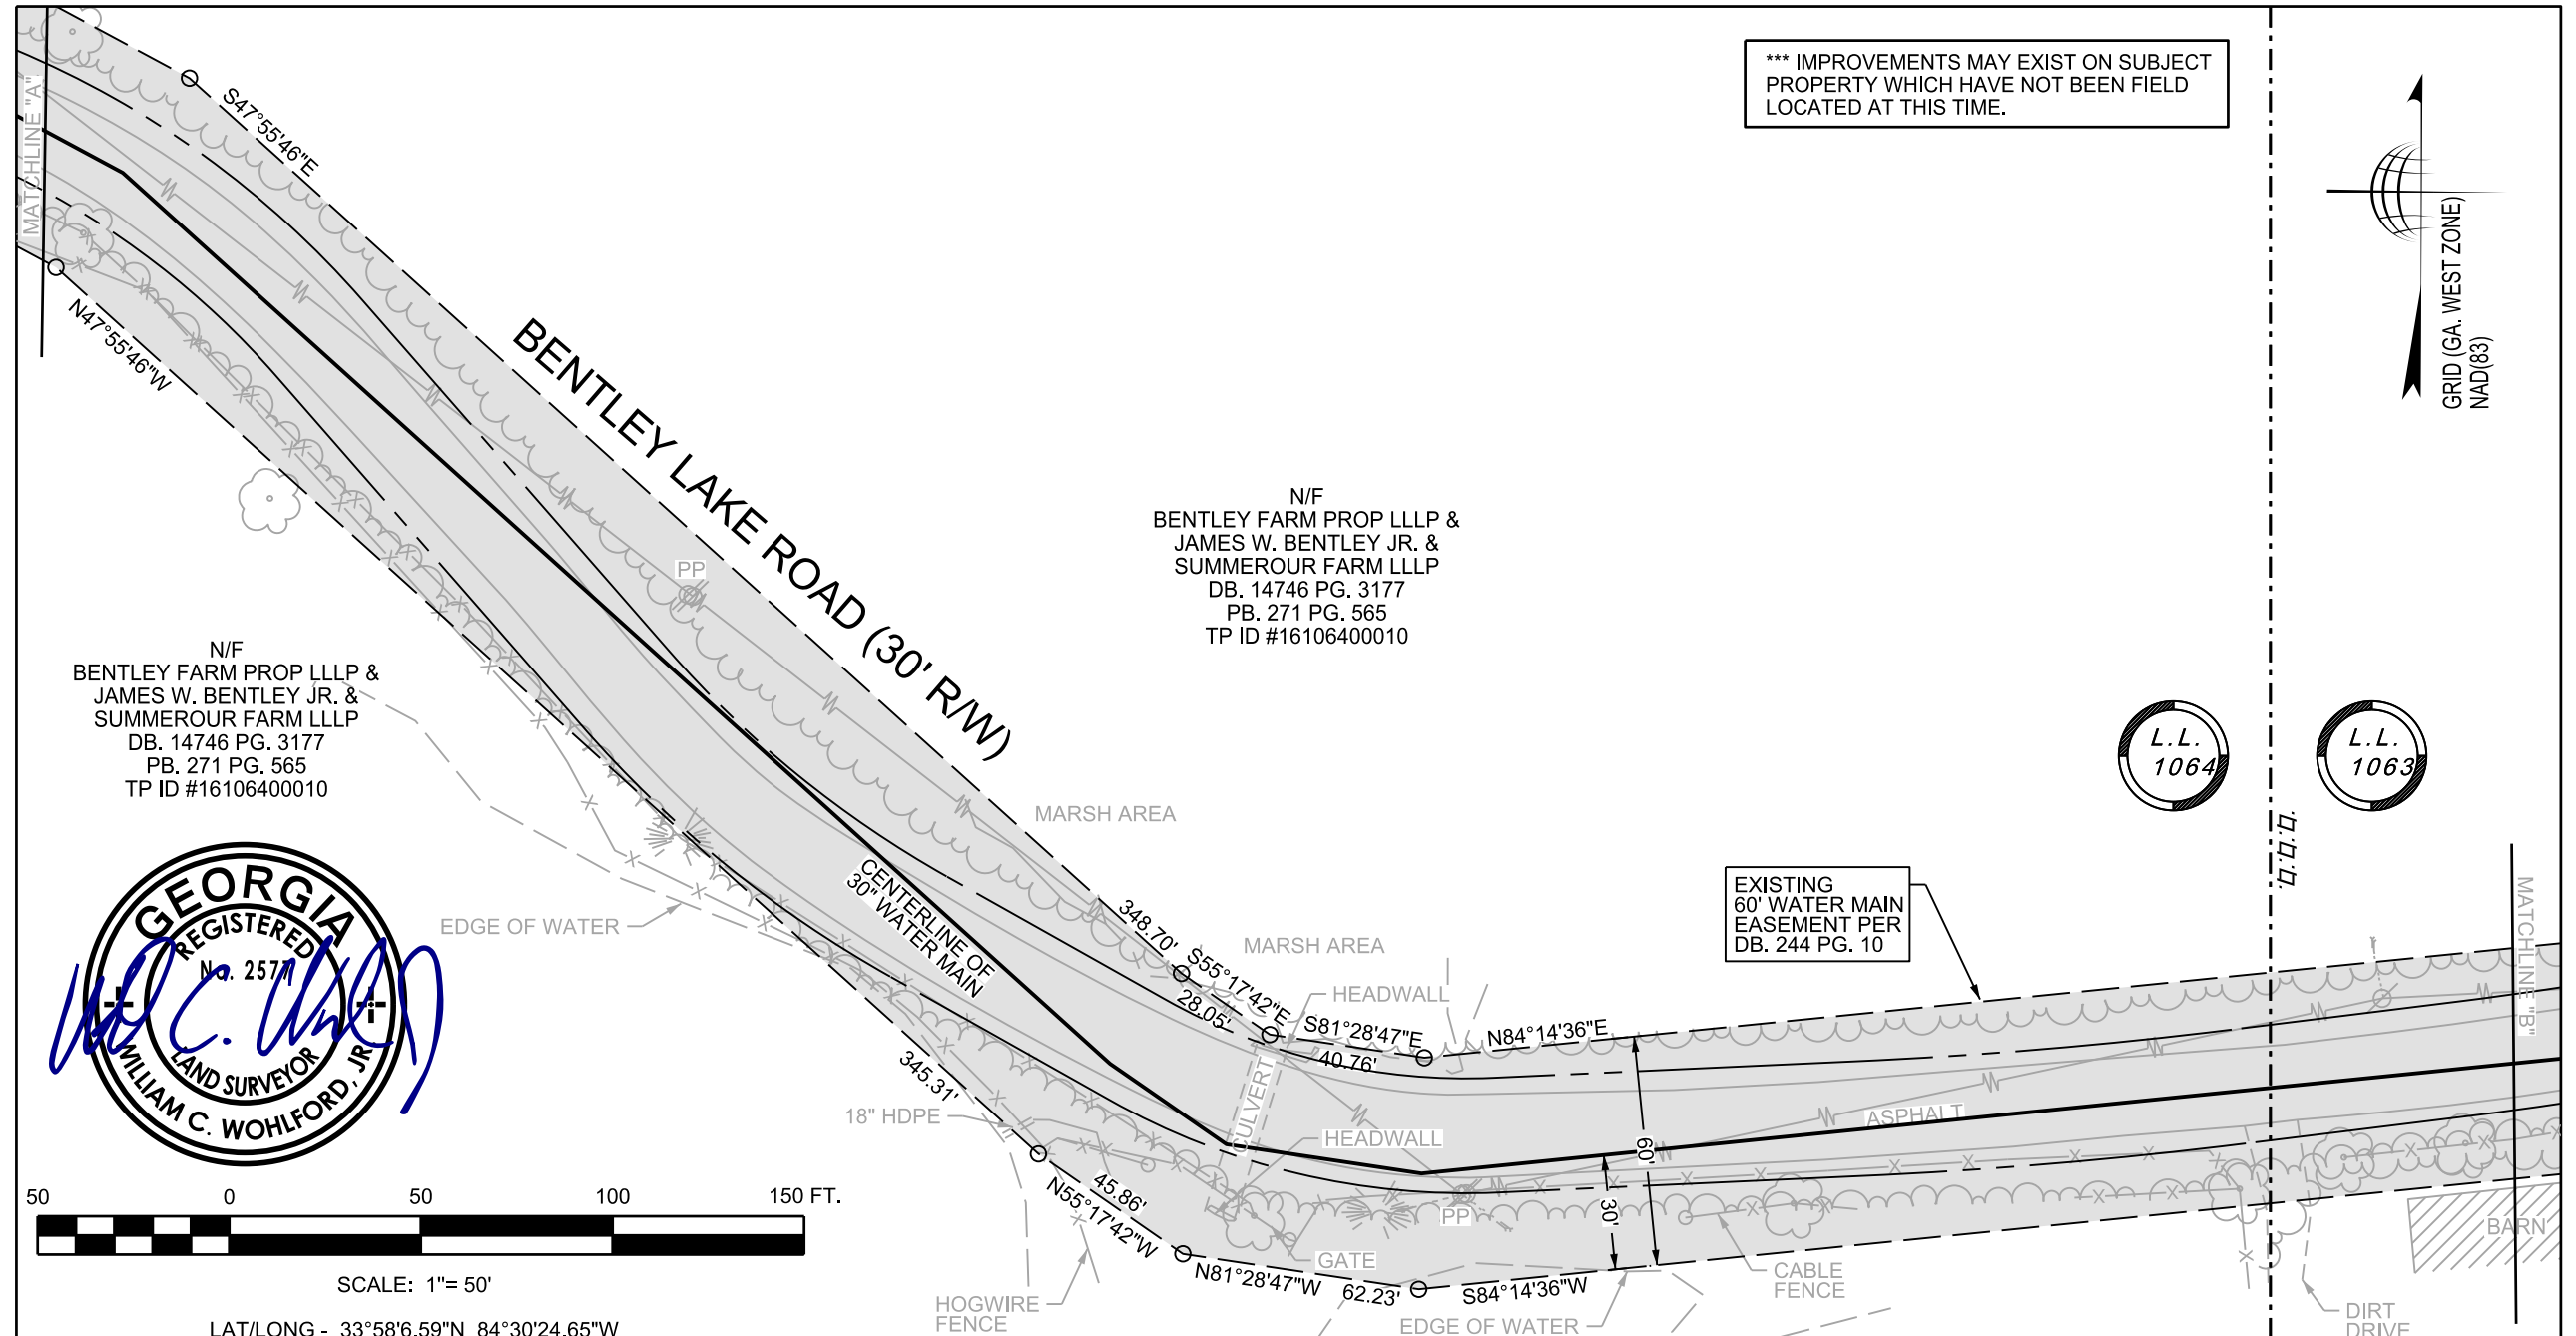 *** IMPROVEMENTS MAY EXIST ON SUBJECT
PROPERTY WHICH HAVE NOT BEEN FIELD
LOCATED AT THIS TIME.
MATCHLINE "A"
S47°55'46"E
N47°55'46"W
GRID (GA. WEST ZONE)
NAD(83)
BENTLEY LAKE ROAD (30' R/W)
N/F
BENTLEY FARM PROP LLLP &
JAMES W. BENTLEY JR. &
SUMMEROUR FARM LLLP
DB. 14746 PG. 3177
PB. 271 PG. 565
TP ID #16106400010
PP
N/F
BENTLEY FARM PROP LLLP &
JAMES W. BENTLEY JR. &
SUMMEROUR FARM LLLP
DB. 14746 PG. 3177
PB. 271 PG. 565
TP ID #16106400010
L.L.
1064
L.L.
1063
MARSH AREA
CENTERLINE OF
30" WATER MAIN
EDGE OF WATER
EXISTING
60' WATER MAIN
EASEMENT PER
DB. 244 PG. 10
MATCHLINE "B"
348.70'
S55°17'42"E
28.05'
MARSH AREA
HEADWALL
S81°28'47"E
40.76'
N84°14'36"E
GEORGIA
REGISTERED
NO. 2577
LAND SURVEYOR
WILLIAM C. WOHLFORD, JR.
345.31'
18" HDPE
CULVERT
HEADWALL
ASPHALT
60'
30'
45.86'
N55°17'42"W
PP
GATE
N81°28'47"W
62.23'
S84°14'36"W
CABLE
FENCE
BARN
HOGWIRE
FENCE
EDGE OF WATER
DIRT
DRIVE
50 0 50 100 150 FT.
SCALE: 1"= 50'
LAT/LONG - 33°58'6.59"N 84°30'24.65"W